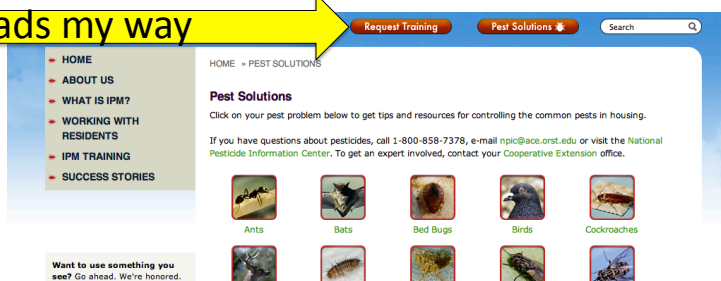 ads my way
Request Training
Pest Solutions
Search
HOME
ABOUT US
WHAT IS IPM?
WORKING WITH
RESIDENTS
IPM TRAINING
SUCCESS STORIES
Want to use something you
see? Go ahead. We're honored.
HOME » PEST SOLUTIONS
Pest Solutions
Click on your pest problem below to get tips and resources for controlling the common pests in housing.
If you have questions about pesticides, call 1-800-858-7378, e-mail npic@ace.orst.edu or visit the National
Pesticide Information Center. To get an expert involved, contact your Cooperative Extension office.
Ants
Bats
Bed Bugs
Birds
Cockroaches